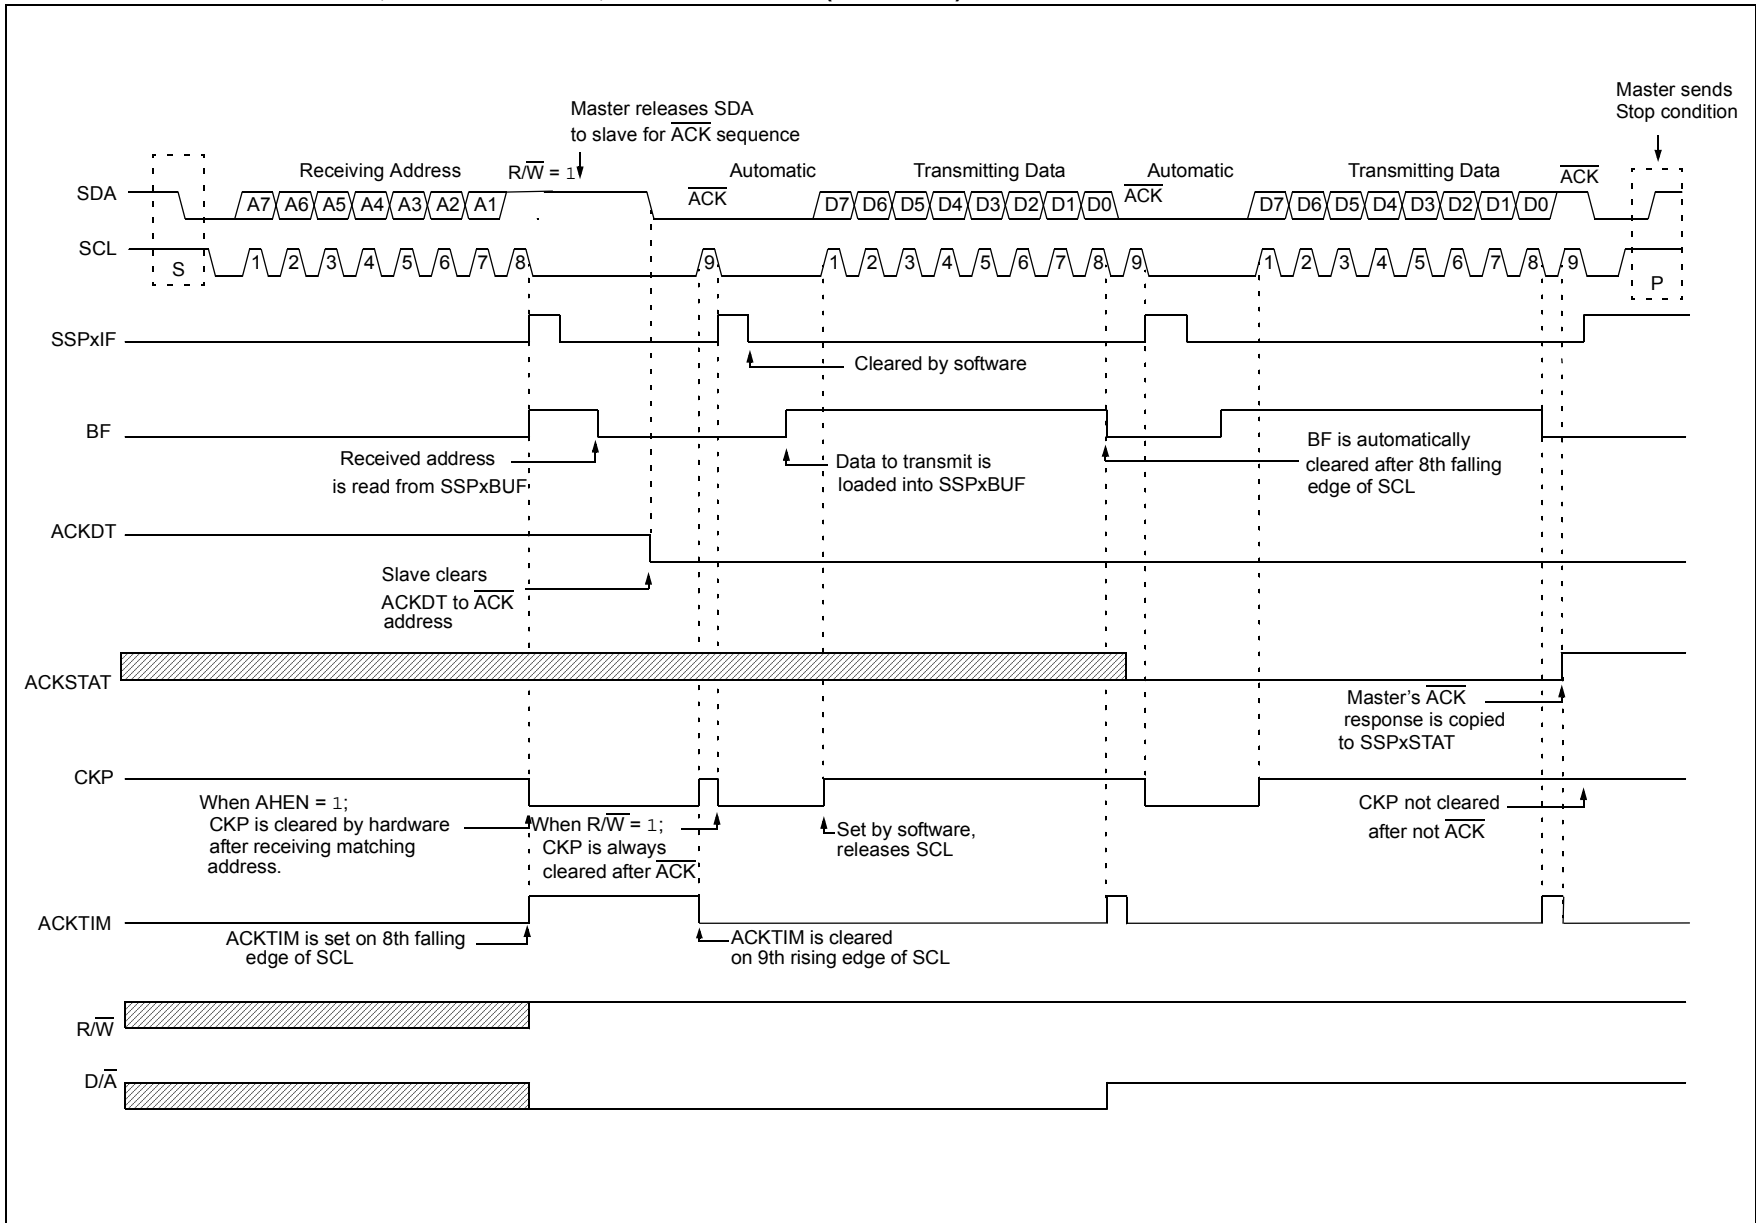 Master sends
Stop condition
Master releases SDA
to slave for A̅C̅K̅ sequence
Receiving Address R/W̅ = 1 Automatic Transmitting Data Automatic Transmitting Data A̅C̅K̅
SDA A7 A6 A5 A4 A3 A2 A1 A̅C̅K̅ D7 D6 D5 D4 D3 D2 D1 D0 A̅C̅K̅ D7 D6 D5 D4 D3 D2 D1 D0
SCL S 1 2 3 4 5 6 7 8 9 1 2 3 4 5 6 7 8 9 1 2 3 4 5 6 7 8 9 P
SSPxIF
Cleared by software
BF
Received address
is read from SSPxBUF
Data to transmit is
loaded into SSPxBUF
BF is automatically
cleared after 8th falling
edge of SCL
ACKDT
Slave clears
ACKDT to A̅C̅K̅
address
ACKSTAT
Master's A̅C̅K̅
response is copied
to SSPxSTAT
CKP
When AHEN = 1;
CKP is cleared by hardware
after receiving matching
address.
When R/W̅ = 1;
CKP is always
cleared after A̅C̅K̅
Set by software,
releases SCL
CKP not cleared
after not A̅C̅K̅
ACKTIM
ACKTIM is set on 8th falling
edge of SCL
ACKTIM is cleared
on 9th rising edge of SCL
R/W̅
D/A̅